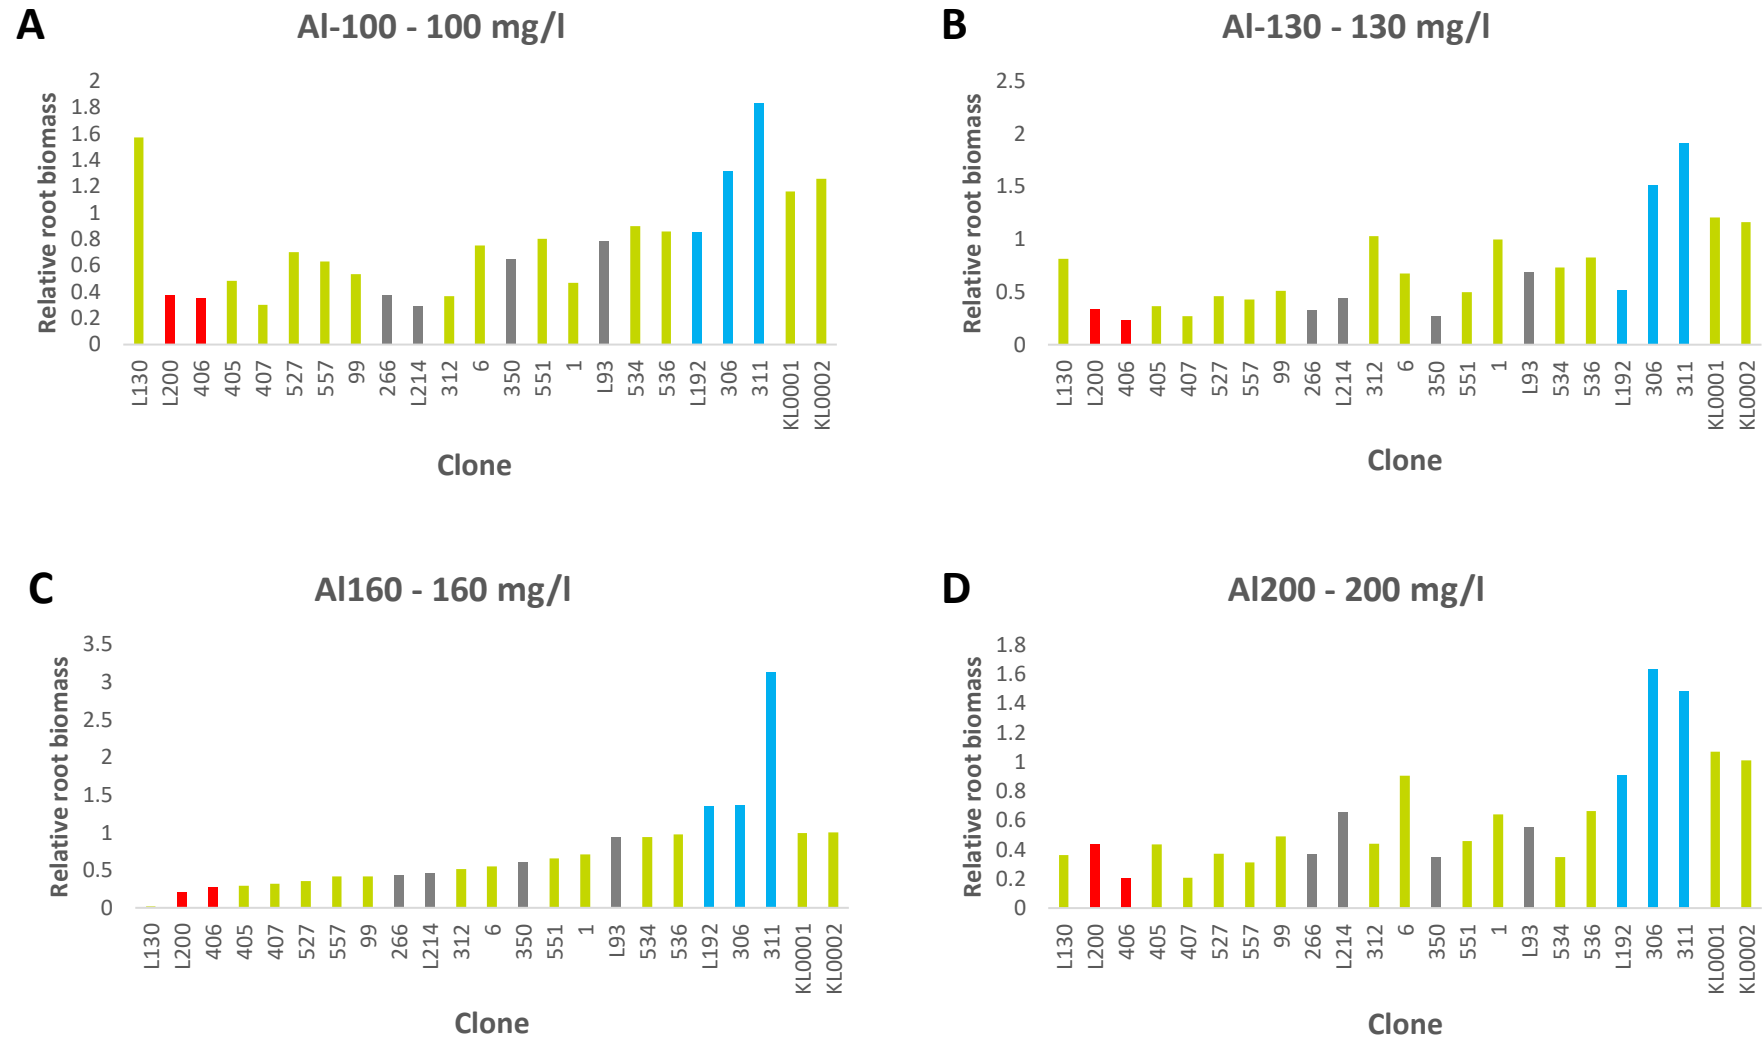 A
Al-100 - 100 mg/l
Relative root biomass
2
1.8
1.6
1.4
1.2
1
0.8
0.6
0.4
0.2
0
L130 L200 406 405 407 527 557 99 266 L214 312 6 350 551 1 L93 534 536 L192 306 311 KL0001 KL0002
Clone
B
Al-130 - 130 mg/l
Relative root biomass
2.5
2
1.5
1
0.5
0
L130 L200 406 405 407 527 557 99 266 L214 312 6 350 551 1 L93 534 536 L192 306 311 KL0001 KL0002
Clone
C
Al160 - 160 mg/l
Relative root biomass
3.5
3
2.5
2
1.5
1
0.5
0
L130 L200 406 405 407 527 557 99 266 L214 312 6 350 551 1 L93 534 536 L192 306 311 KL0001 KL0002
Clone
D
Al200 - 200 mg/l
Relative root biomass
1.8
1.6
1.4
1.2
1
0.8
0.6
0.4
0.2
0
L130 L200 406 405 407 527 557 99 266 L214 312 6 350 551 1 L93 534 536 L192 306 311 KL0001 KL0002
Clone